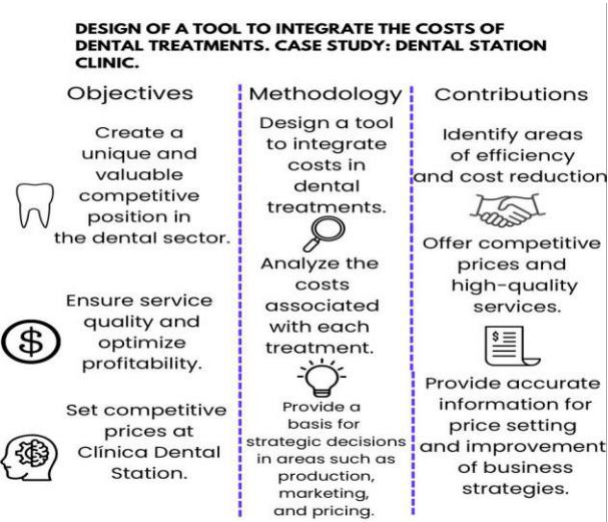 DESIGN OF A TOOL TO INTEGRATE THE COSTS OF
DENTAL TREATMENTS. CASE STUDY: DENTAL STATION
CLINIC.
Objectives
Create a
unique and
valuable
competitive
position in
the dental sector.
Ensure service
quality and
optimize
profitability.
Set competitive
prices at
Clínica Dental
Station.
Methodology
Design a tool
to integrate
costs in
dental
treatments.
Analyze the
costs
associated
with each
treatment.
Provide a
basis for
strategic decisions
in areas such as
production,
marketing,
and pricing.
Contributions
Identify areas
of efficiency
and cost reduction
Offer competitive
prices and
high-quality
services.
Provide accurate
information for
price setting
and improvement
of business
strategies.